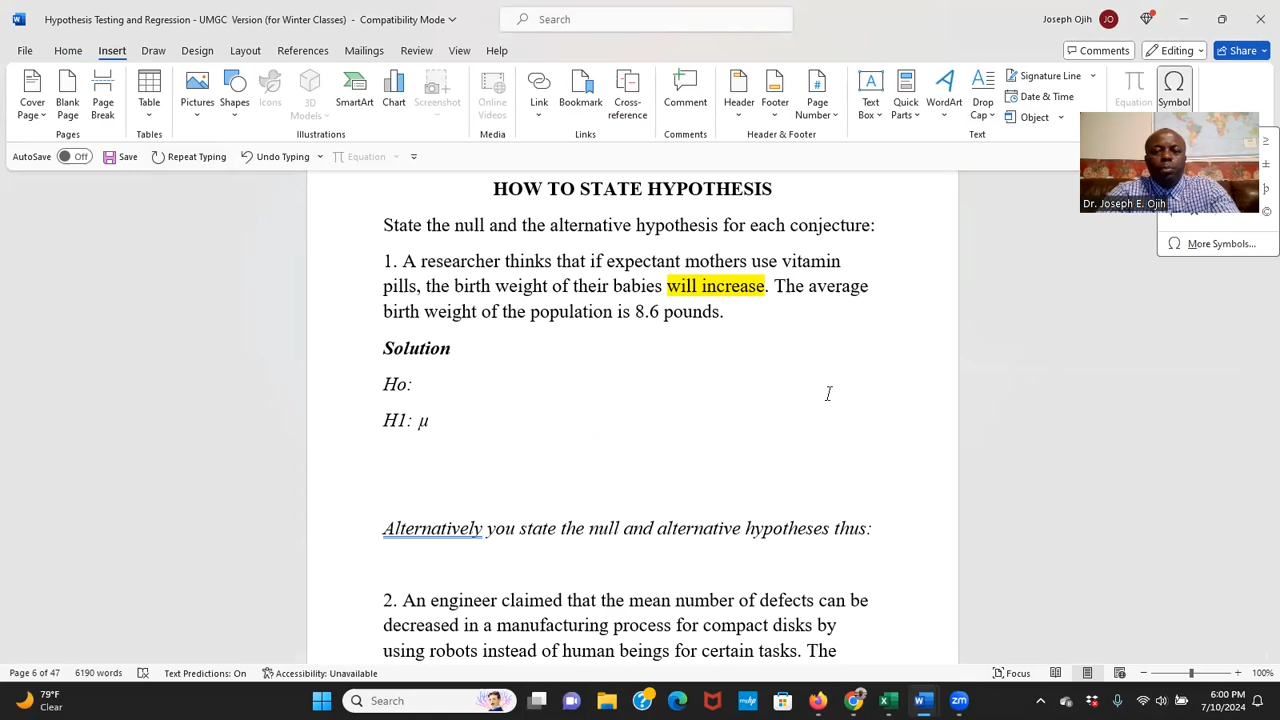 Hypothesis Testing and Regression - UMGC Version (for Winter Classes) - Compatibility Mode
Search
Joseph Ojih
JO
File Home Insert Draw Design Layout References Mailings Review View Help
Comments Editing Share
Cover Page Blank Page Page Break Table Pictures Shapes Icons 3D Models SmartArt Chart Screenshot Online Videos Link Bookmark Cross-reference Comment Header Footer Page Number Text Box Quick Parts WordArt Drop Cap Signature Line Date & Time Object Equation Symbol
Pages Tables Illustrations Media Links Comments Header & Footer Text
AutoSave Off Save Repeat Typing Undo Typing Equation
Dr. Joseph E. Ojih
More Symbols...
HOW TO STATE HYPOTHESIS
State the null and the alternative hypothesis for each conjecture:
1. A researcher thinks that if expectant mothers use vitamin
pills, the birth weight of their babies will increase. The average
birth weight of the population is 8.6 pounds.
Solution
Ho:
H1: μ
Alternatively you state the null and alternative hypotheses thus:
2. An engineer claimed that the mean number of defects can be
decreased in a manufacturing process for compact disks by
using robots instead of human beings for certain tasks. The
Page 6 of 47 6190 words Text Predictions: On Accessibility: Unavailable Focus 100%
79°F
Clear
Search
6:00 PM
7/10/2024